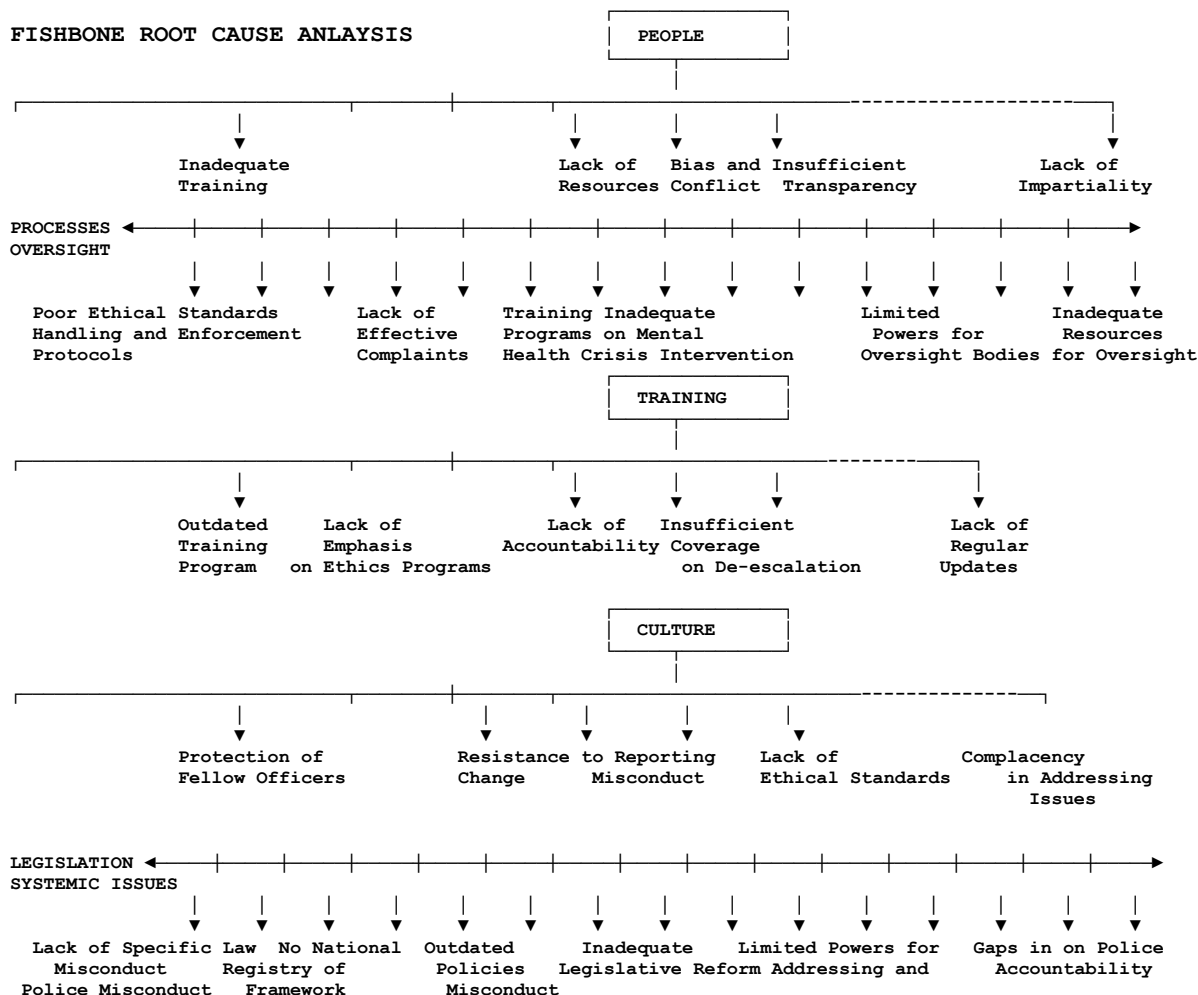 FISHBONE ROOT CAUSE ANLAYSIS
PEOPLE
Inadequate Lack of Bias and Insufficient Lack of
Training Resources Conflict Transparency Impartiality
PROCESSES
OVERSIGHT
Poor Ethical Standards Lack of Training Inadequate Limited Inadequate
Handling and Enforcement Effective Programs on Mental Powers for Resources
Protocols Complaints Health Crisis Intervention Oversight Bodies for Oversight
TRAINING
Outdated Lack of Lack of Insufficient Lack of
Training Emphasis Accountability Coverage Regular
Program on Ethics Programs on De-escalation Updates
CULTURE
Protection of Resistance to Reporting Lack of Complacency
Fellow Officers Change Misconduct Ethical Standards in Addressing
Issues
LEGISLATION
SYSTEMIC ISSUES
Lack of Specific Law No National Outdated Inadequate Limited Powers for Gaps in on Police
Misconduct Registry of Policies Legislative Reform Addressing and Accountability
Police Misconduct Framework Misconduct